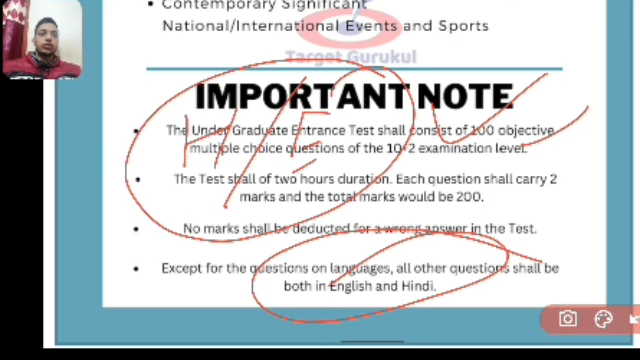 Contemporary Significant
National/International Events and Sports
Target Gurukul
IMPORTANT NOTE
H/E
The Under Graduate Entrance Test shall consist of 100 objective
multiple choice questions of the 10+2 examination level.
The Test shall of two hours duration. Each question shall carry 2
marks and the total marks would be 200.
No marks shall be deducted for a wrong answer in the Test.
Except for the questions on languages, all other questions shall be
both in English and Hindi.